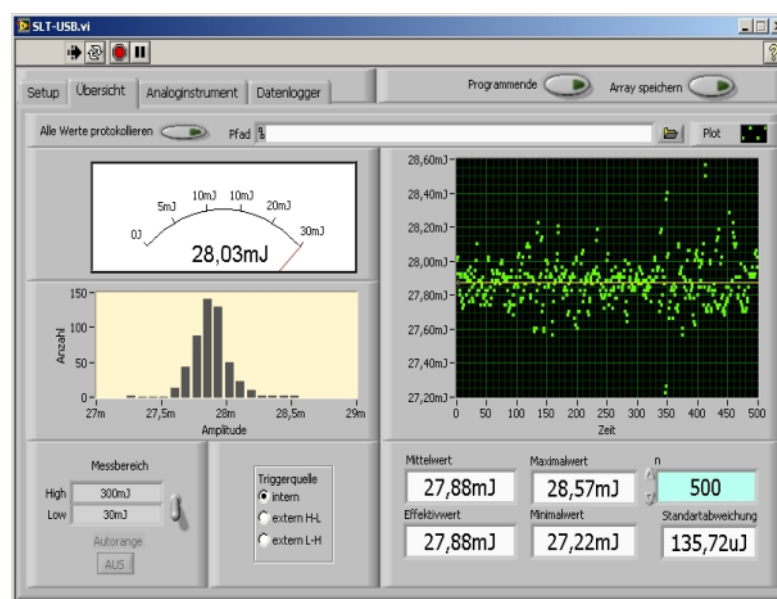 SLT-USB.vi
Setup Übersicht Analoginstrument Datenlogger
Programmende Array speichern
Alle Werte protokollieren Pfad Plot
0J 5mJ 10mJ 10mJ 20mJ 30mJ
28,03mJ
150
100
50
0
Anzahl
27m 27,5m 28m 28,5m 29m
Amplitude
28,60mJ
28,40mJ
28,20mJ
28,00mJ
27,80mJ
27,60mJ
27,40mJ
27,20mJ
0 50 100 150 200 250 300 350 400 450 500
Zeit
Messbereich
High 300mJ
Low 30mJ
Autorange
AUS
Triggerquelle
intern
extern H-L
extern L-H
Mittelwert Maximalwert n
27,88mJ 28,57mJ 500
Effektivwert Minimalwert Standartabweichung
27,88mJ 27,22mJ 135,72uJ